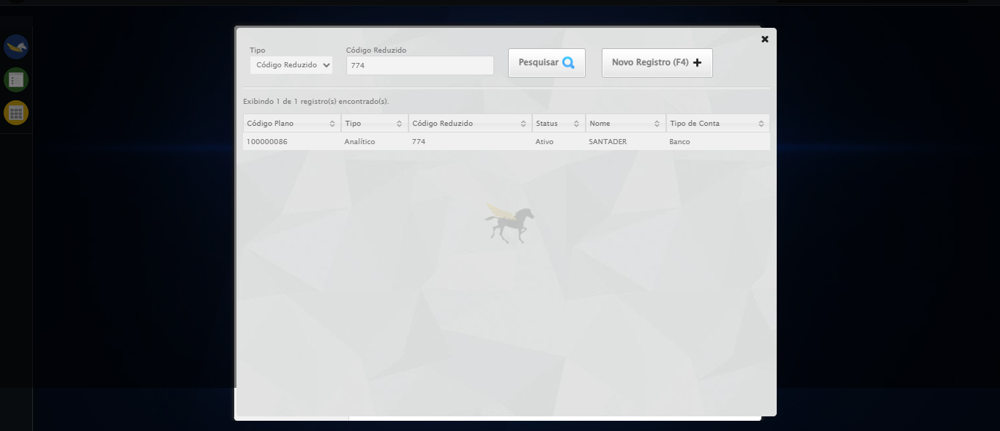 Tipo
Código Reduzido
Código Reduzido
774
Pesquisar
Novo Registro (F4)
Exibindo 1 de 1 registro(s) encontrado(s).
Código Plano Tipo Código Reduzido Status Nome Tipo de Conta
100000086 Analítico 774 Ativo SANTADER Banco